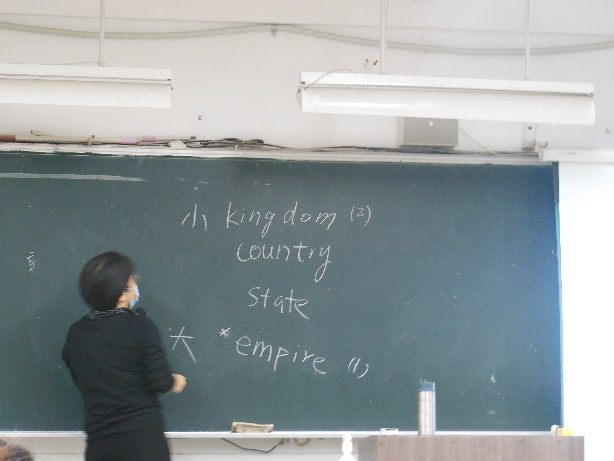 小 kingdom (2)
country
state
大 *empire (1)